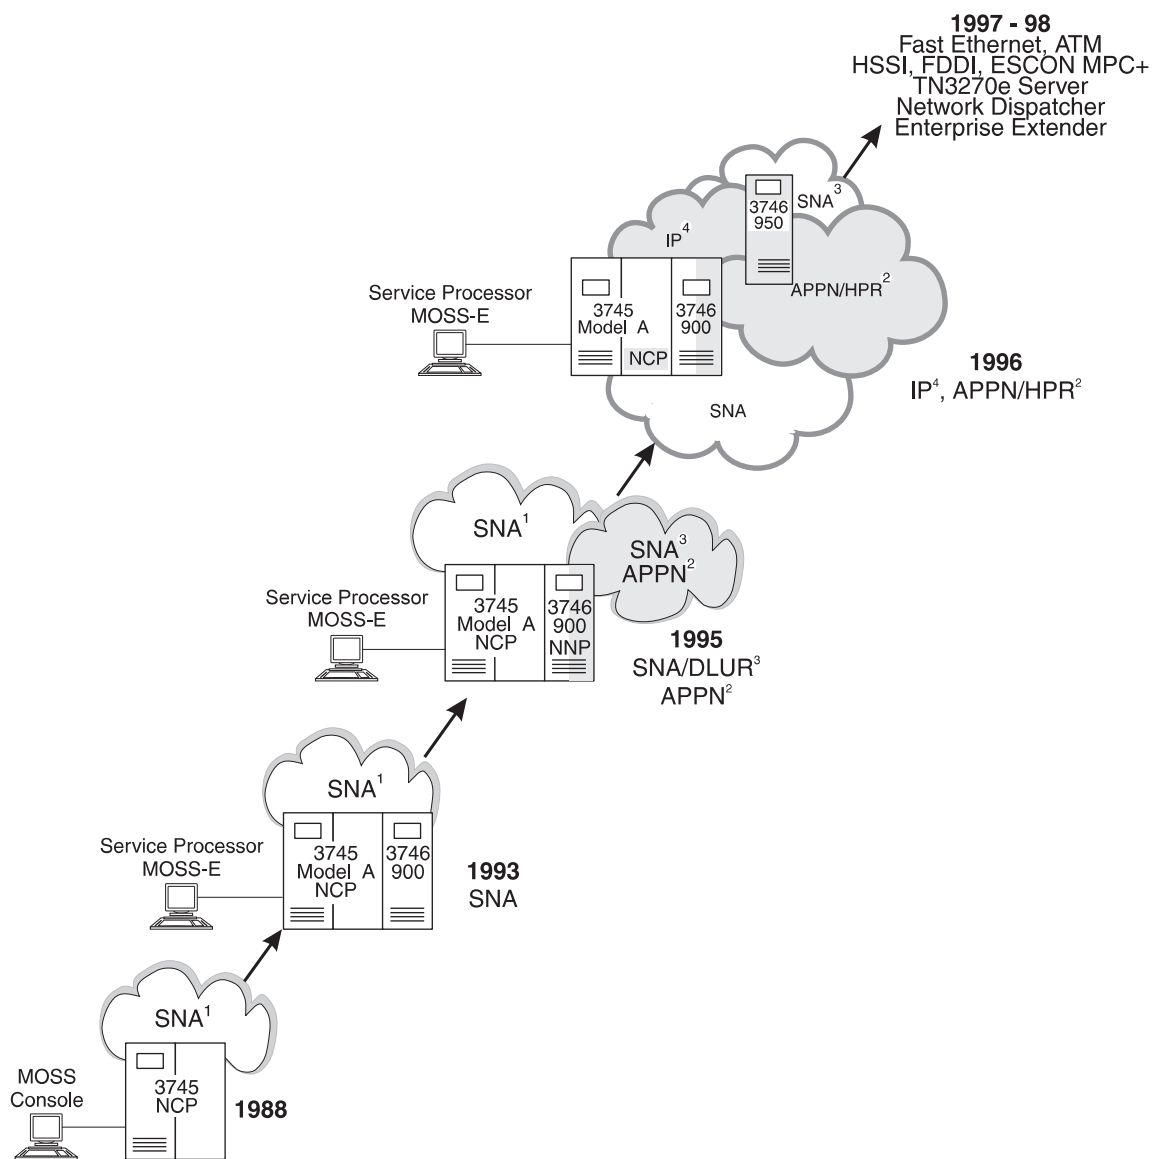 1997 - 98
Fast Ethernet, ATM
HSSI, FDDI, ESCON MPC+
TN3270e Server
Network Dispatcher
Enterprise Extender
SNA³
3746
950
IP⁴
APPN/HPR²
Service Processor
MOSS-E
3745
Model A
NCP
3746
900
SNA
1996
IP⁴, APPN/HPR²
SNA¹
SNA³
APPN²
Service Processor
MOSS-E
3745
Model A
NCP
3746
900
NNP
1995
SNA/DLUR³
APPN²
SNA¹
Service Processor
MOSS-E
3745
Model A
NCP
3746
900
1993
SNA
SNA¹
MOSS
Console
3745
NCP
1988